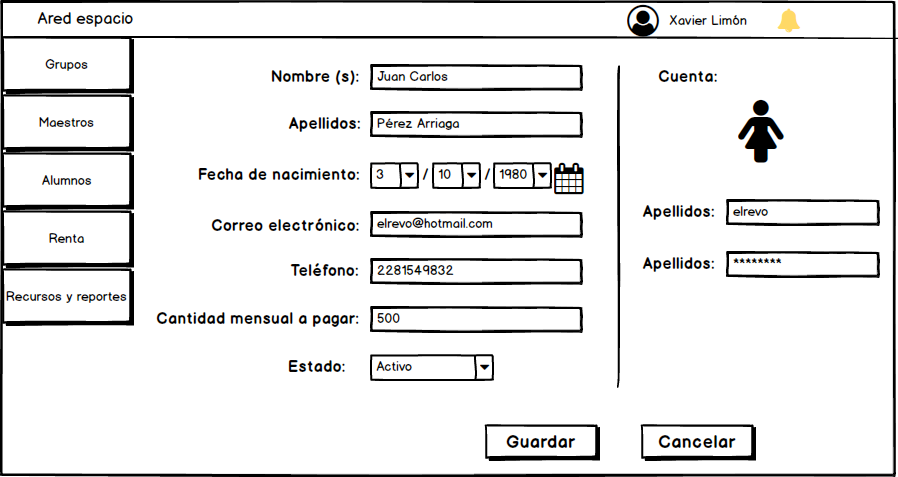 Ared espacio
Xavier Limón
Grupos
Maestros
Alumnos
Renta
Recursos y reportes
Nombre (s): Juan Carlos
Apellidos: Pérez Arriaga
Fecha de nacimiento: 3 / 10 / 1980
Correo electrónico: elrevo@hotmail.com
Teléfono: 2281549832
Cantidad mensual a pagar: 500
Estado: Activo
Cuenta:
Apellidos: elrevo
Apellidos: ********
Guardar
Cancelar